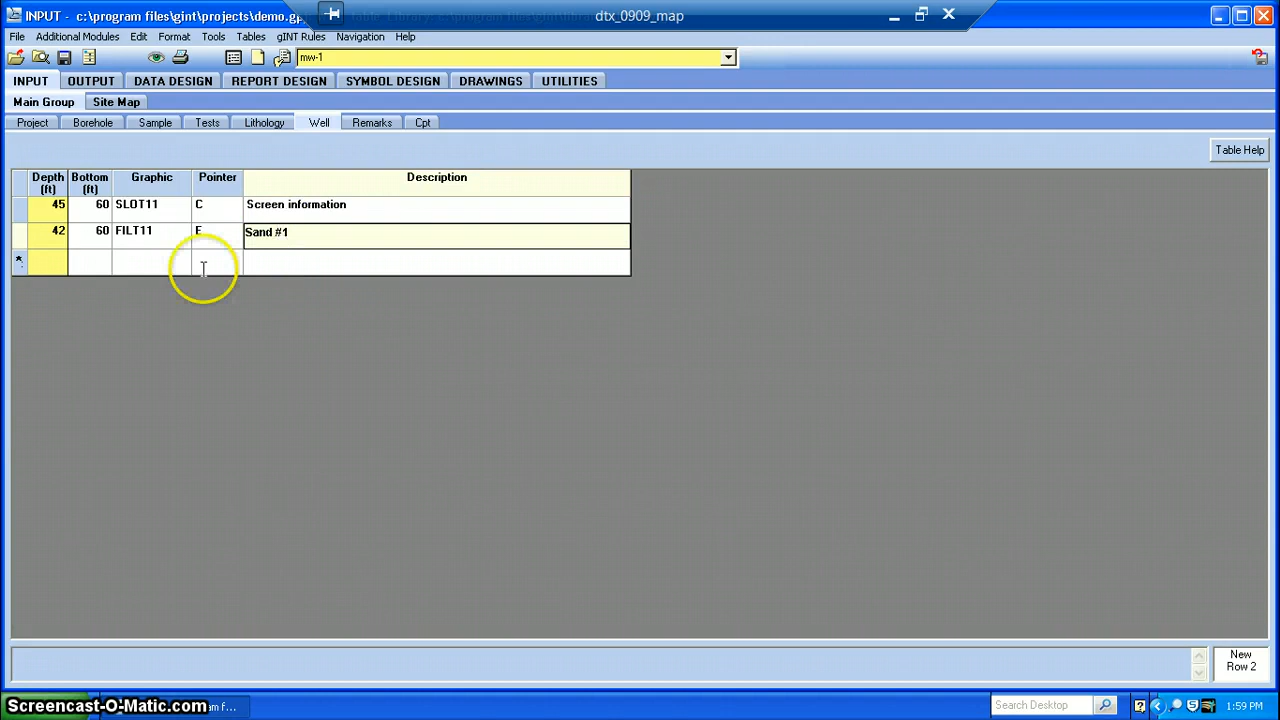 INPUT - c:\program files\gint\projects\demo.gp
dtx_0909_map
File Additional Modules Edit Format Tools Tables gINT Rules Navigation Help
mw-1
INPUT OUTPUT DATA DESIGN REPORT DESIGN SYMBOL DESIGN DRAWINGS UTILITIES
Main Group Site Map
Project Borehole Sample Tests Lithology Well Remarks Cpt
Table Help
Depth (ft) Bottom (ft) Graphic Pointer Description
45 60 SLOT11 C Screen information
42 60 FILT11 E Sand #1
*
New
Row 2
Screencast-O-Matic.com
am f...
Search Desktop
1:59 PM